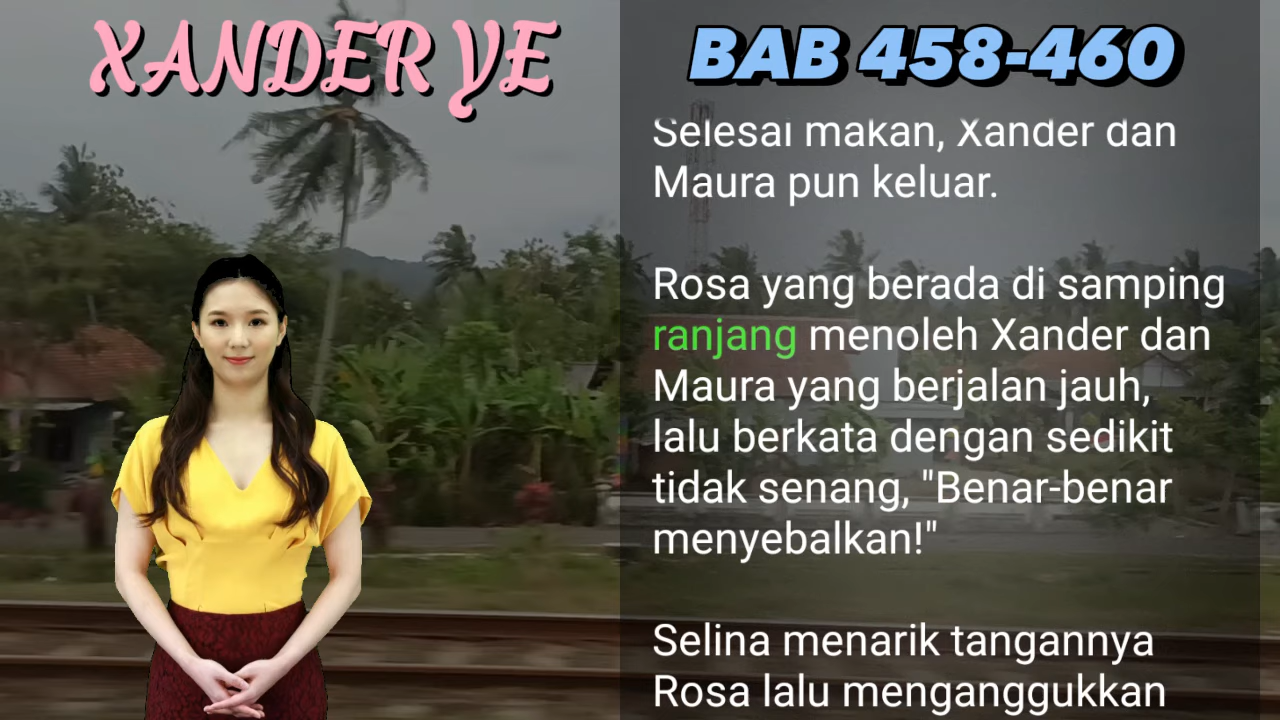 XANDER YE
BAB 458-460
Selesai makan, Xander dan
Maura pun keluar.
Rosa yang berada di samping
ranjang menoleh Xander dan
Maura yang berjalan jauh,
lalu berkata dengan sedikit
tidak senang, "Benar-benar
menyebalkan!"
Selina menarik tangannya
Rosa lalu menganggukkan